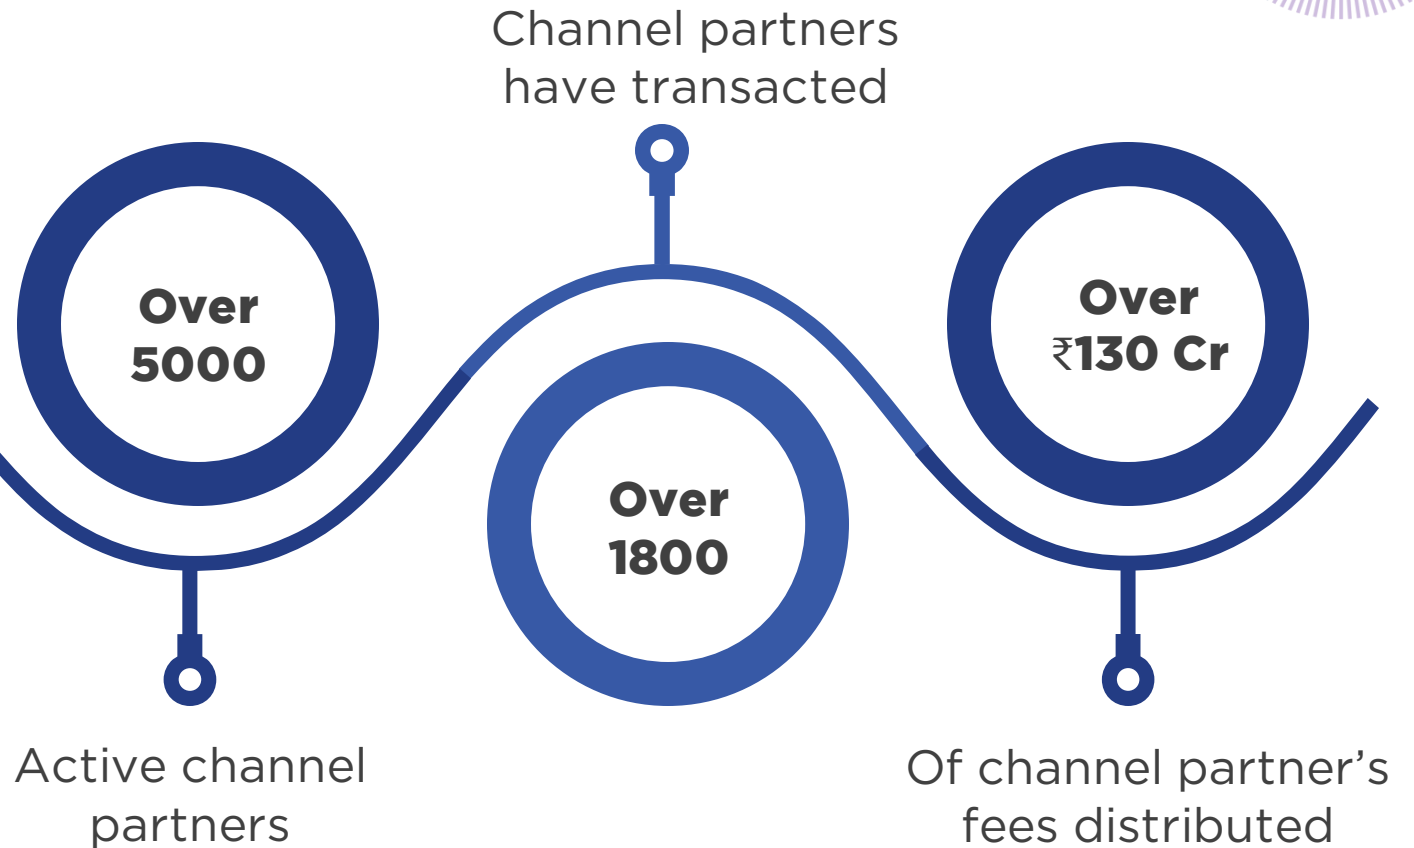 Over
5000
Active channel
partners
Channel partners
have transacted
Over
1800
Over
₹130 Cr
Of channel partner’s
fees distributed